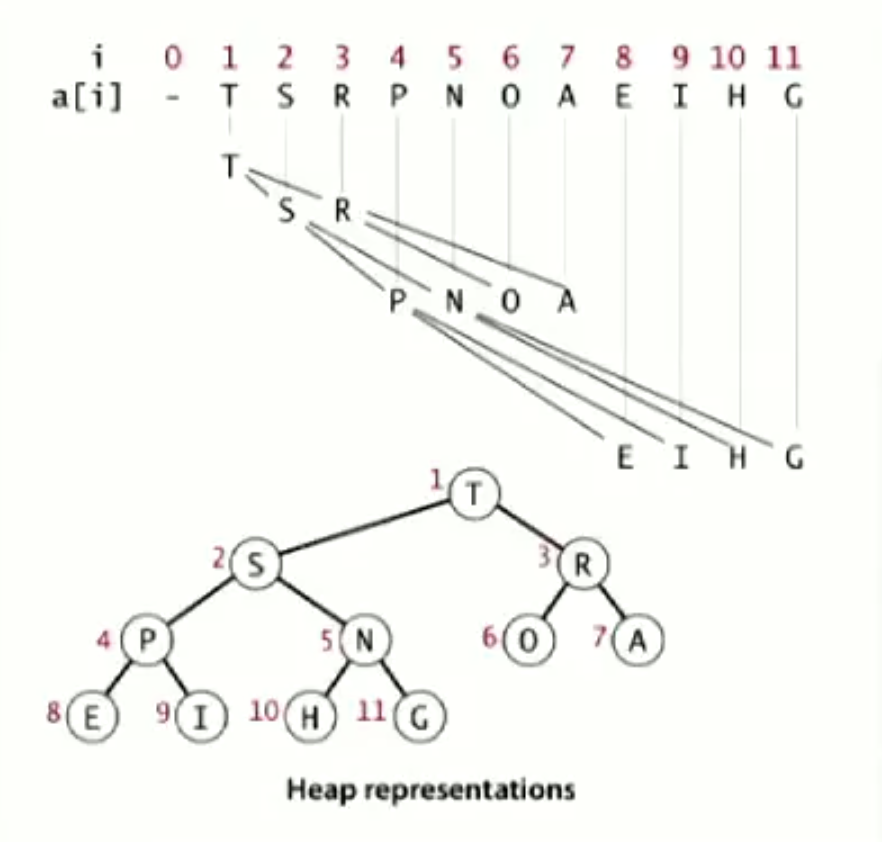 i 0 1 2 3 4 5 6 7 8 9 10 11
a[i] - T S R P N O A E I H G
T
S R
P N O A
E I H G
1 T
2 S 3 R
4 P 5 N 6 O 7 A
8 E 9 I 10 H 11 G
Heap representations